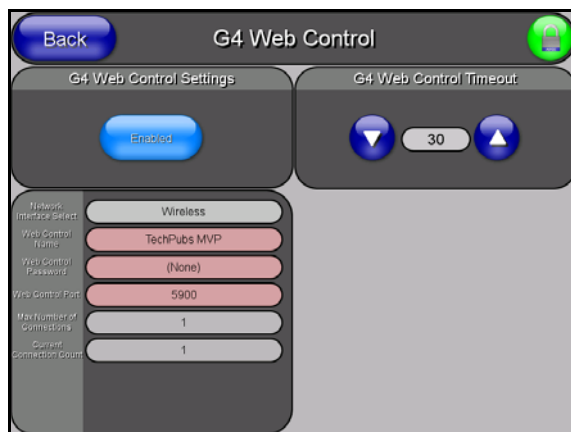 Back
G4 Web Control
G4 Web Control Settings
G4 Web Control Timeout
Enabled
30
Network
Interface Select
Wireless
Web Control
Name
TechPubs MVP
Web Control
Password
(None)
Web Control Port
5900
Max Number of
Connections
1
Current
Connection Count
1